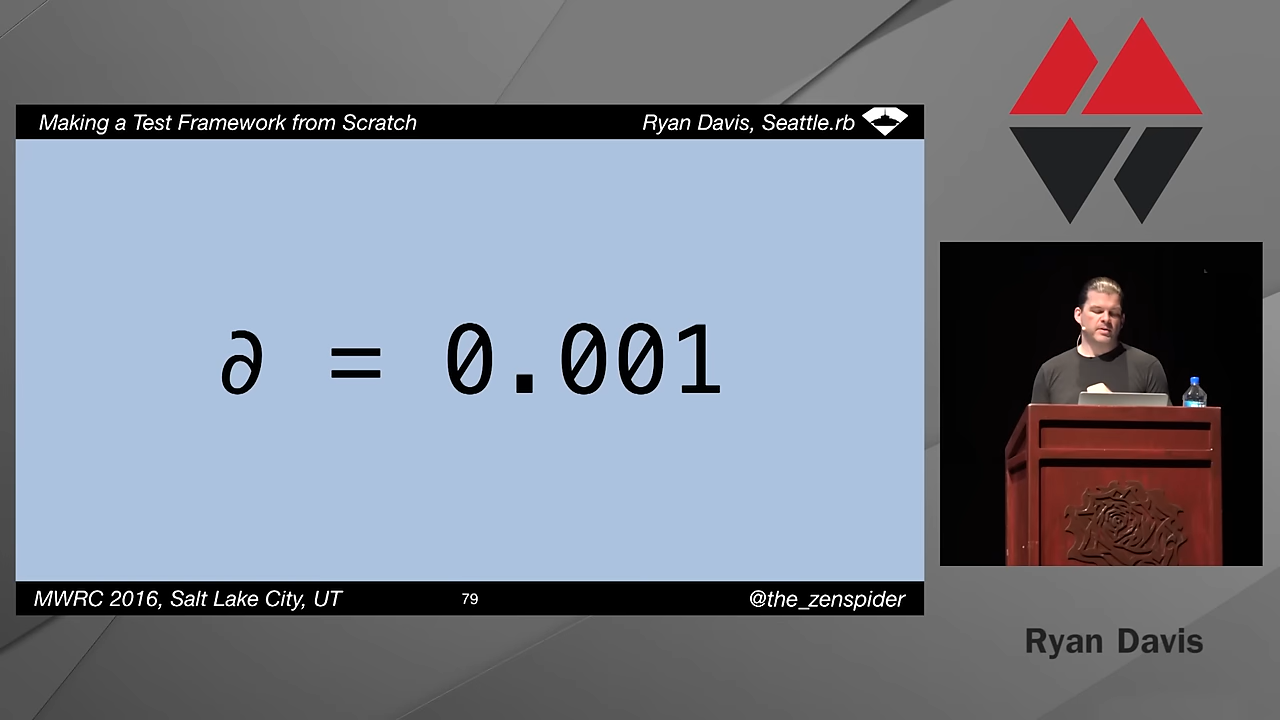 Making a Test Framework from Scratch
Ryan Davis, Seattle.rb
∂ = 0.001
MWRC 2016, Salt Lake City, UT
79
@the_zenspider
Ryan Davis